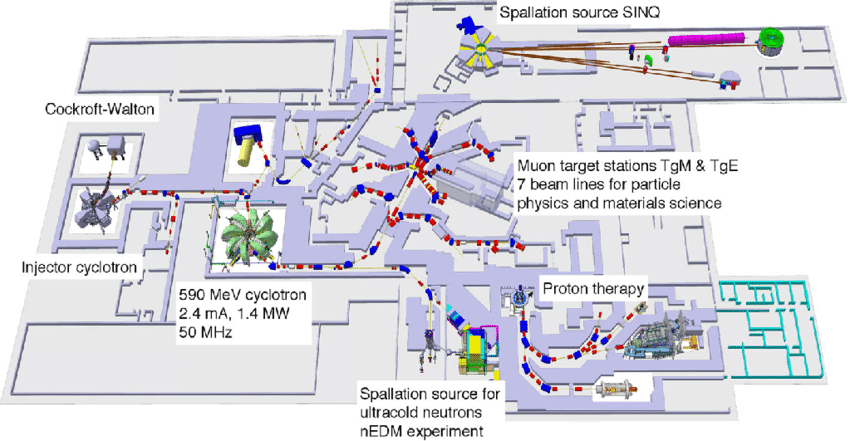 Spallation source SINQ
Cockroft-Walton
Muon target stations TgM & TgE
7 beam lines for particle
physics and materials science
Injector cyclotron
590 MeV cyclotron
2.4 mA, 1.4 MW
50 MHz
Proton therapy
Spallation source for
ultracold neutrons
nEDM experiment